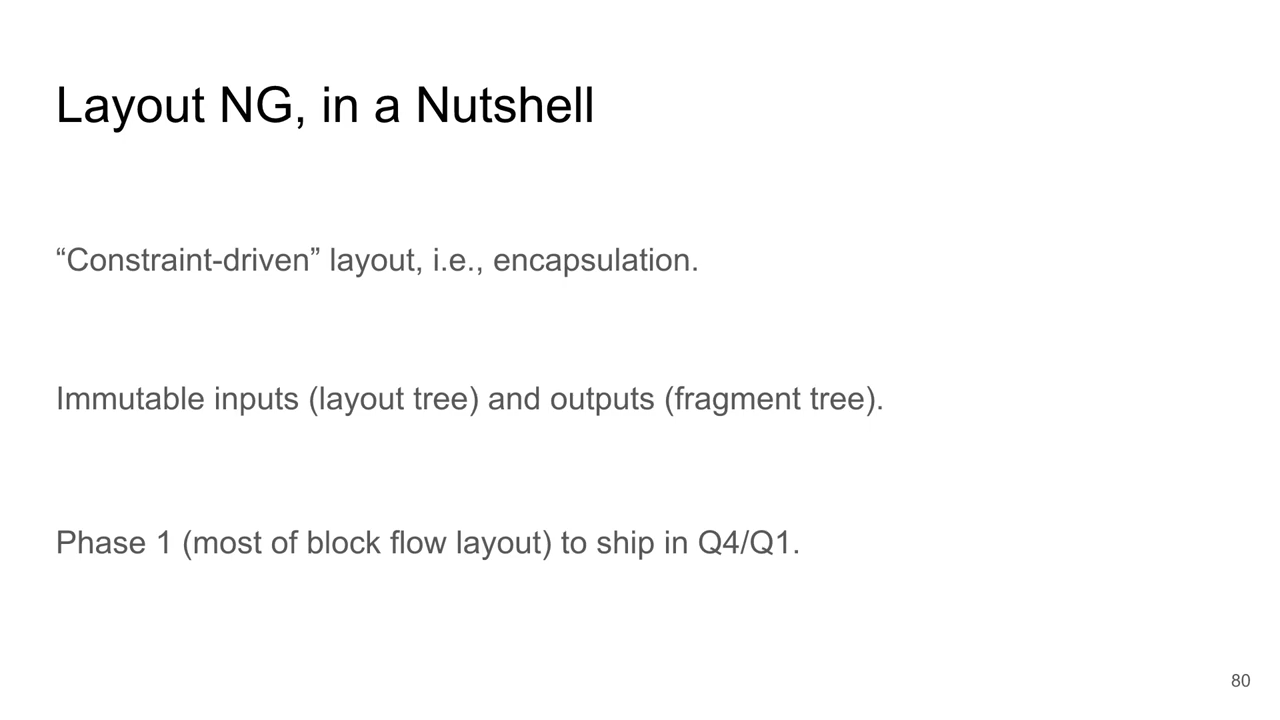 Layout NG, in a Nutshell
“Constraint-driven” layout, i.e., encapsulation.
Immutable inputs (layout tree) and outputs (fragment tree).
Phase 1 (most of block flow layout) to ship in Q4/Q1.
80